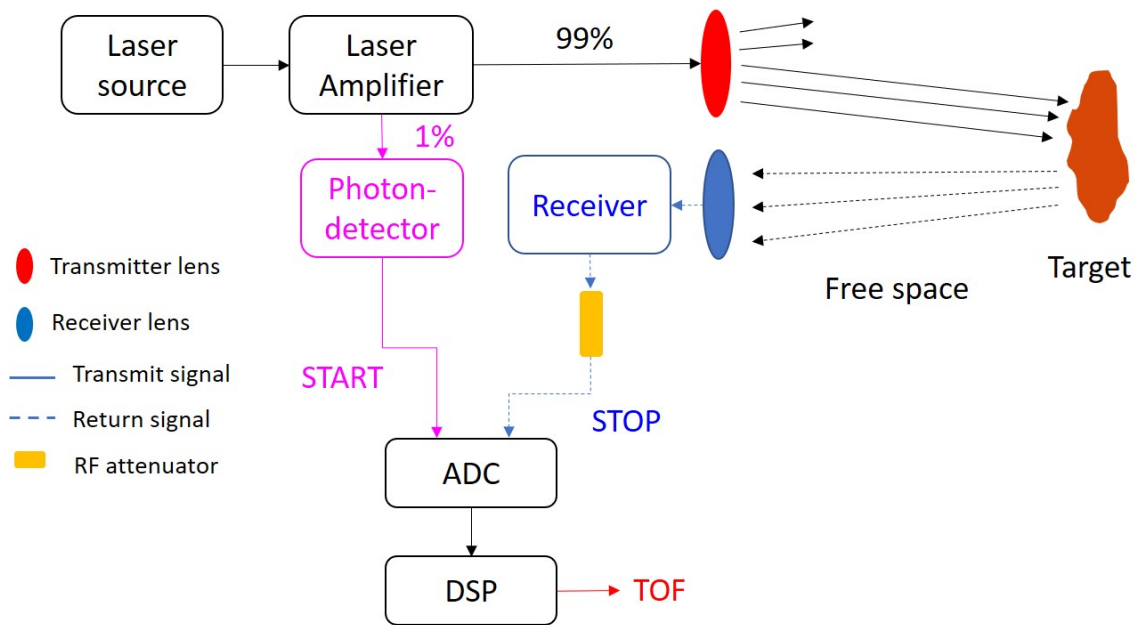 Laser
source
Laser
Amplifier
99%
1%
Photon-
detector
Receiver
Free space
Target
Transmitter lens
Receiver lens
Transmit signal
Return signal
RF attenuator
START
STOP
ADC
DSP
TOF